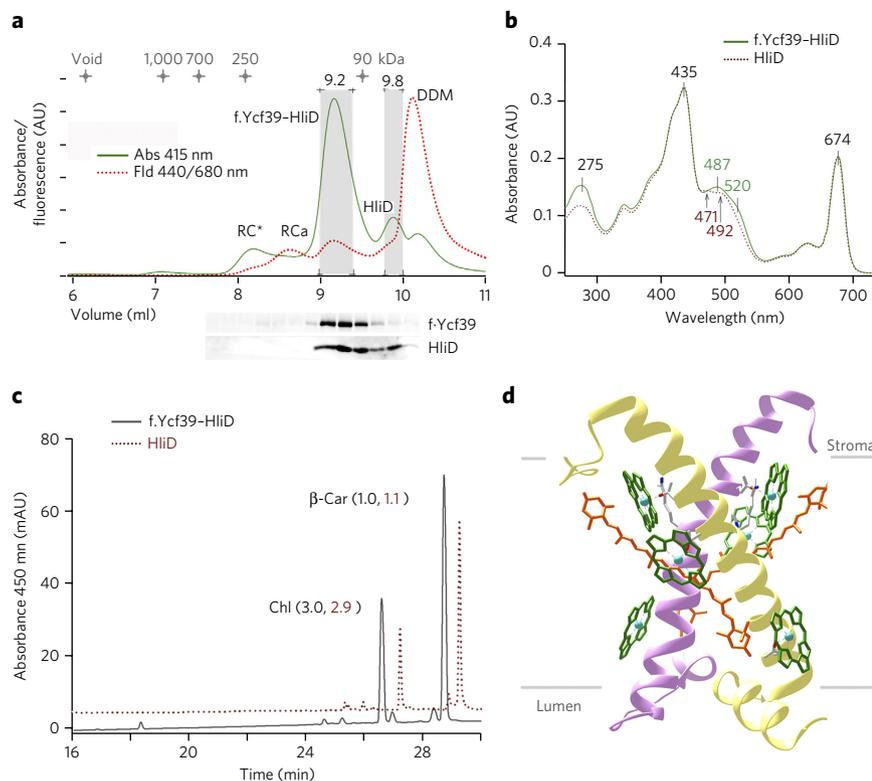 a
Void 1,000 700 250 90 kDa
9.2 9.8
DDM
f.Ycf39–HliD
Absorbance/
fluorescence (AU)
Abs 415 nm
Fld 440/680 nm
HliD
RC* RCa
6 7 8 9 10 11
Volume (ml)
f·Ycf39
HliD
b
f.Ycf39–HliD
HliD
0.4
435
0.3
Absorbance (AU)
674
0.2
275
487
520
0.1
471
492
0
300 400 500 600 700
Wavelength (nm)
c
f.Ycf39–HliD
HliD
80
β-Car (1.0, 1.1 )
60
Absorbance 450 mn (mAU)
40
Chl (3.0, 2.9 )
20
0
16 20 24 28
Time (min)
d
Stroma
Lumen